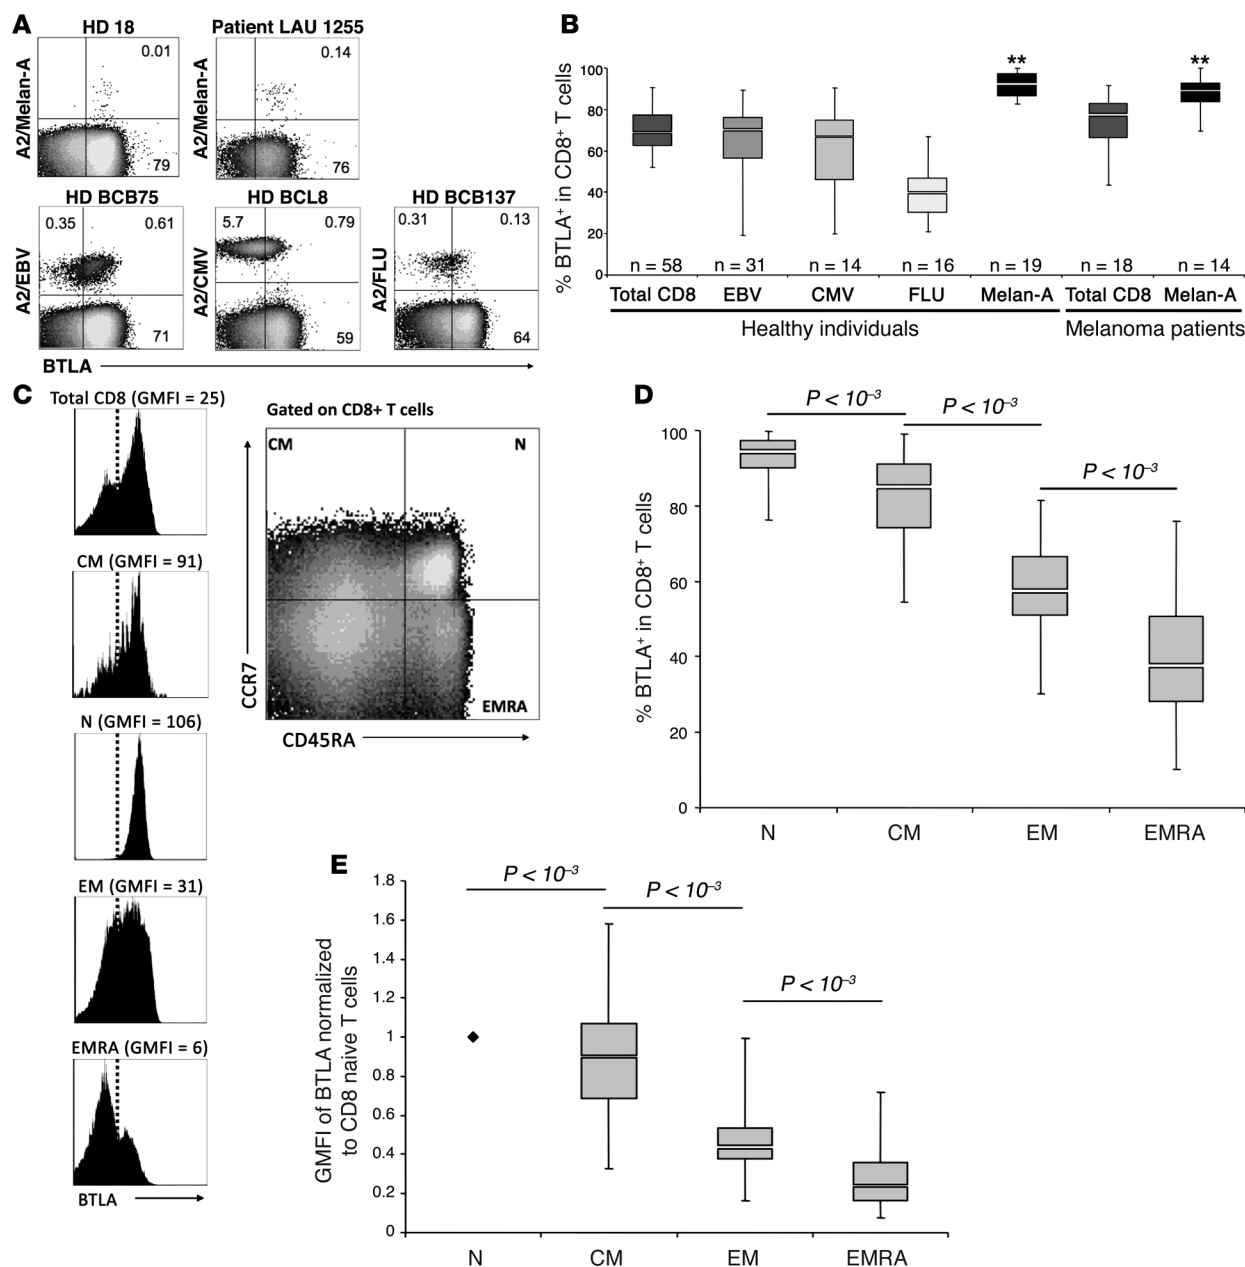 A
HD 18
Patient LAU 1255
A2/Melan-A
0.01
79
A2/Melan-A
0.14
76
HD BCB75
HD BCL8
HD BCB137
A2/EBV
0.35
0.61
71
A2/CMV
5.7
0.79
59
A2/FLU
0.31
0.13
64
BTLA
B
% BTLA⁺ in CD8⁺ T cells
100
80
60
40
20
0
** **
n = 58 n = 31 n = 14 n = 16 n = 19 n = 18 n = 14
Total CD8 EBV CMV FLU Melan-A Total CD8 Melan-A
Healthy individuals Melanoma patients
C
Total CD8 (GMFI = 25)
CM (GMFI = 91)
N (GMFI = 106)
EM (GMFI = 31)
EMRA (GMFI = 6)
BTLA
Gated on CD8+ T cells
CM N
EMRA
CCR7
CD45RA
D
% BTLA⁺ in CD8⁺ T cells
100
80
60
40
20
0
P < 10⁻³
P < 10⁻³
P < 10⁻³
N CM EM EMRA
E
GMFI of BTLA normalized
to CD8 naive T cells
1.8
1.6
1.4
1.2
1
0.8
0.6
0.4
0.2
0
P < 10⁻³
P < 10⁻³
P < 10⁻³
N CM EM EMRA